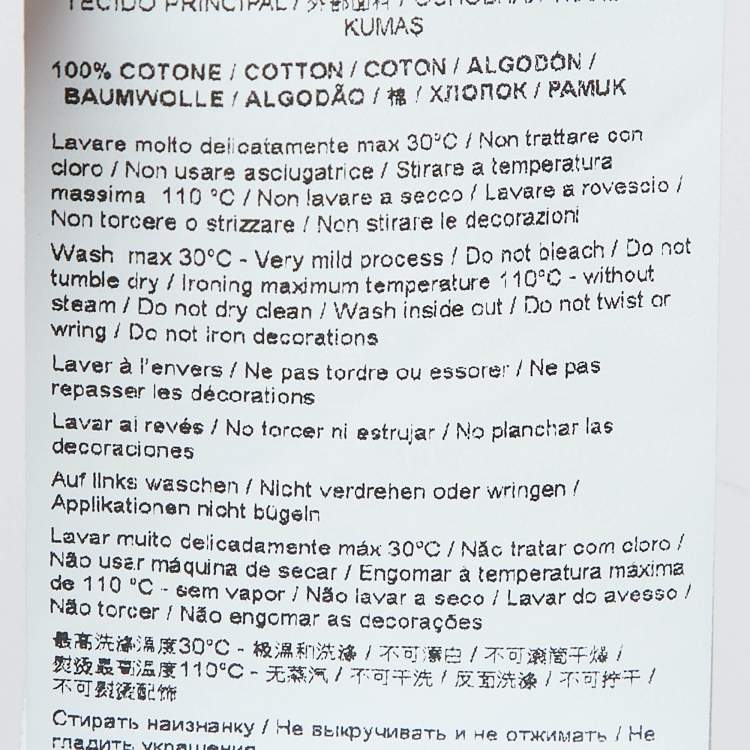 TECIDO PRINCIPAL / 外部面料 /
KUMAŞ
100% COTONE / COTTON / COTON / ALGODÓN /
BAUMWOLLE / ALGODÃO / 棉 / ХЛОПОК / PAMUK
Lavare molto delicatamente max 30°C / Non trattare con
cloro / Non usare asciugatrice / Stirare a temperatura
massima 110 °C / Non lavare a secco / Lavare a rovescio /
Non torcere o strizzare / Non stirare le decorazioni
Wash max 30°C - Very mild process / Do not bleach / Do not
tumble dry / Ironing maximum temperature 110°C - without
steam / Do not dry clean / Wash inside out / Do not twist or
wring / Do not iron decorations
Laver à l'envers / Ne pas tordre ou essorer / Ne pas
repasser les décorations
Lavar al revés / No torcer ni estrujar / No planchar las
decoraciones
Auf links waschen / Nicht verdrehen oder wringen /
Applikationen nicht bügeln
Lavar muito delicadamente máx 30°C / Não tratar com cloro /
Não usar máquina de secar / Engomar à temperatura máxima
de 110 °C - sem vapor / Não lavar a seco / Lavar do avesso /
Não torcer / Não engomar as decorações
最高洗涤温度30°C - 极温和洗涤 / 不可漂白 / 不可滚筒干燥 /
熨烫最高温度110°C - 无蒸汽 / 不可干洗 / 反面洗涤 / 不可拧干 /
不可熨烫配饰
Стирать наизнанку / Не выкручивать и не отжимать / Не
гладить украшения